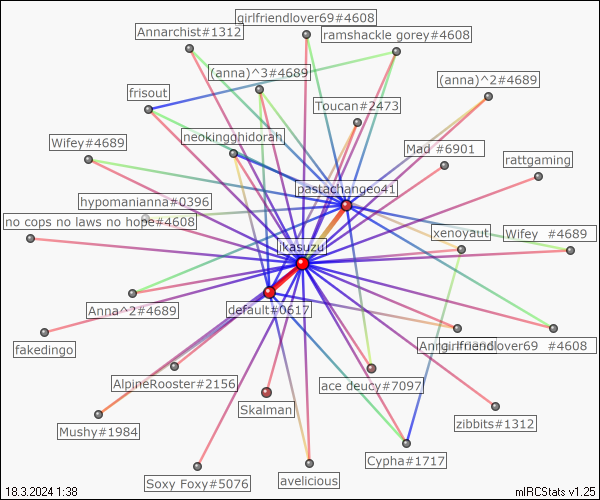 girlfriendlover69#4608
Annarchist#1312
ramshackle gorey#4608
(anna)^3#4689
(anna)^2#4689
frisout
Toucan#2473
neokingghidorah
Wifey#4689
Mad #6901
rattgaming
pastachangeo41
hypomanianna#0396
no cops no laws no hope#4608
xenoyaut
Wifey #4689
jkasuzu
Anna^2#4689
default#0617
fakedingo
girlfriendlover69 #4608
AlpineRooster#2156
ace deucy#7097
Skalman
Mushy#1984
zibbits#1312
Cypha#1717
Soxy Foxy#5076
avelicious
18.3.2024 1:38
mIRCStats v1.25